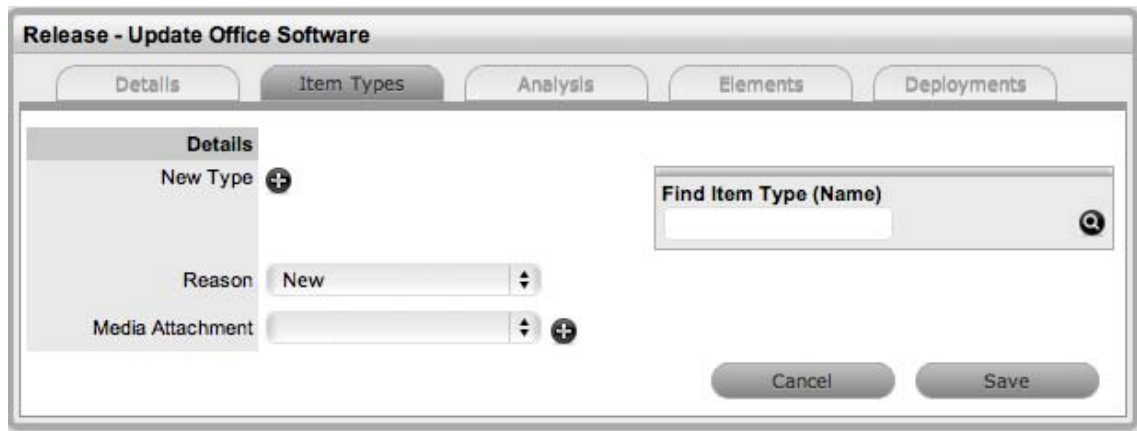 Release - Update Office Software
Details Item Types Analysis Elements Deployments
Details
New Type
Find Item Type (Name)
Reason New
Media Attachment
Cancel Save